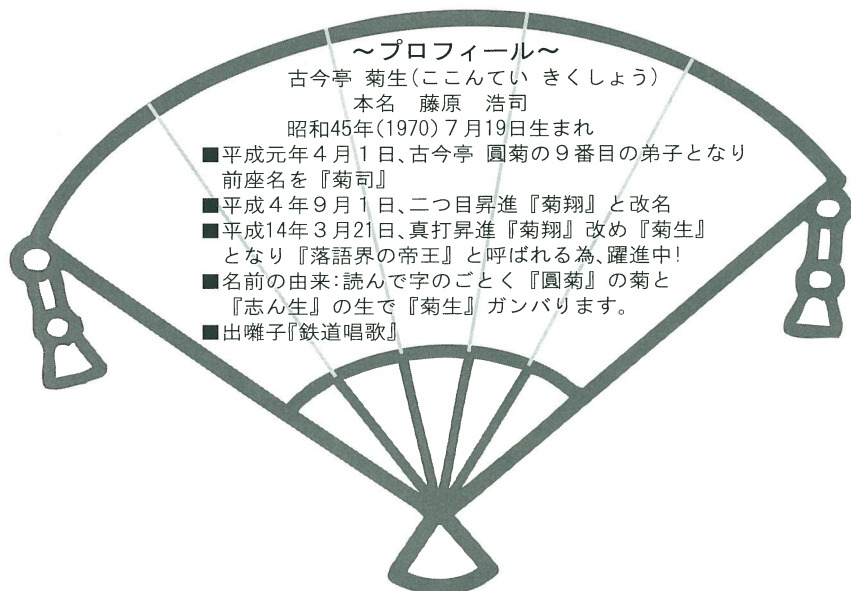 ～プロフィール～
古今亭 菊生(ここんてい きくしょう)
本名　藤原　浩司
昭和45年(1970)７月19日生まれ
■平成元年４月１日、古今亭 圓菊の９番目の弟子となり
前座名を『菊司』
■平成４年９月１日、二つ目昇進『菊翔』と改名
■平成14年３月21日、真打昇進『菊翔』改め『菊生』
となり『落語界の帝王』と呼ばれる為、躍進中!
■名前の由来:読んで字のごとく『圓菊』の菊と
『志ん生』の生で『菊生』ガンバります。
■出囃子『鉄道唱歌』